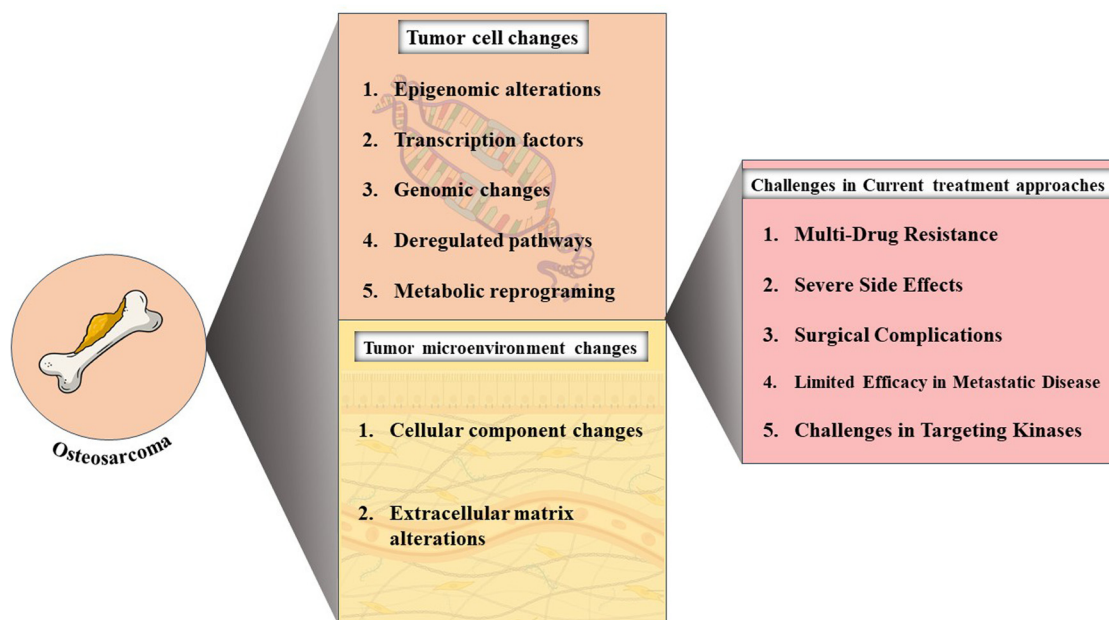 Osteosarcoma
Tumor cell changes
1. Epigenomic alterations
2. Transcription factors
3. Genomic changes
4. Deregulated pathways
5. Metabolic reprograming
Tumor microenvironment changes
1. Cellular component changes
2. Extracellular matrix
alterations
Challenges in Current treatment approaches
1. Multi-Drug Resistance
2. Severe Side Effects
3. Surgical Complications
4. Limited Efficacy in Metastatic Disease
5. Challenges in Targeting Kinases